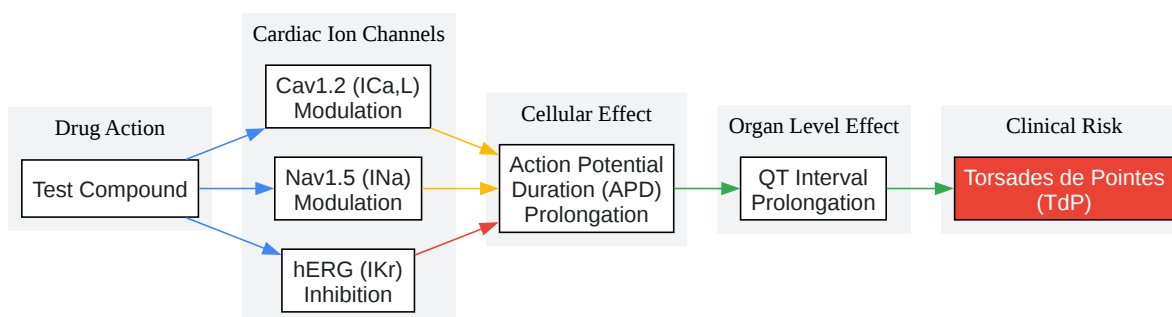 Drug Action
Test Compound
Cardiac Ion Channels
Cav1.2 (ICa,L)
Modulation
Nav1.5 (INa)
Modulation
hERG (IKr)
Inhibition
Cellular Effect
Action Potential
Duration (APD)
Prolongation
Organ Level Effect
QT Interval
Prolongation
Clinical Risk
Torsades de Pointes
(TdP)